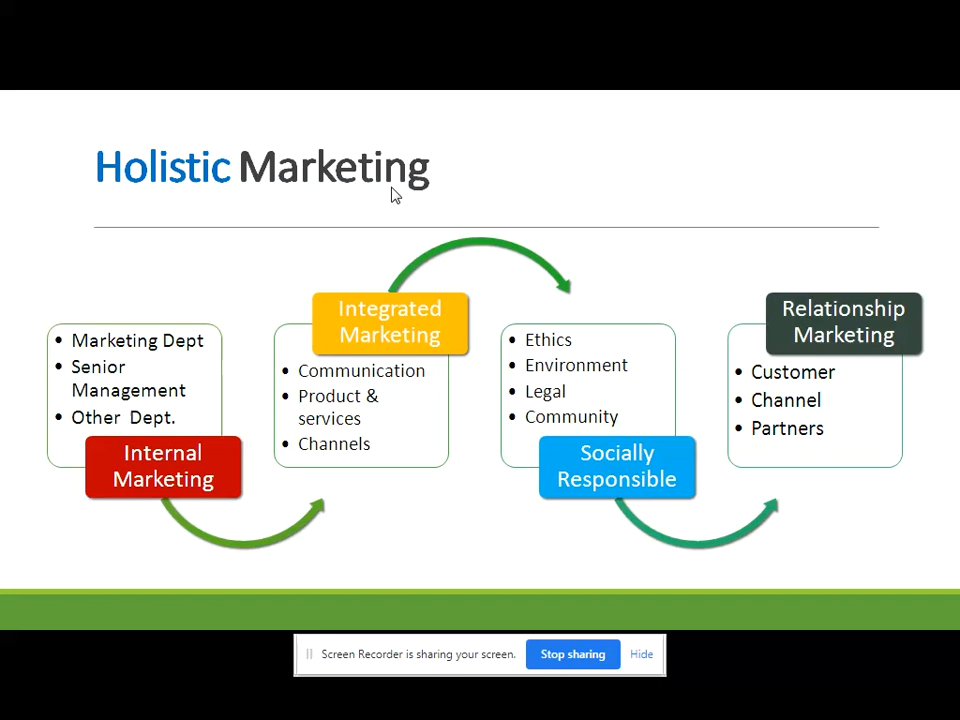 Holistic Marketing
• Marketing Dept
• Senior
Management
• Other Dept.
Internal
Marketing
Integrated
Marketing
• Communication
• Product &
services
• Channels
• Ethics
• Environment
• Legal
• Community
Socially
Responsible
Relationship
Marketing
• Customer
• Channel
• Partners
Screen Recorder is sharing your screen.
Stop sharing
Hide